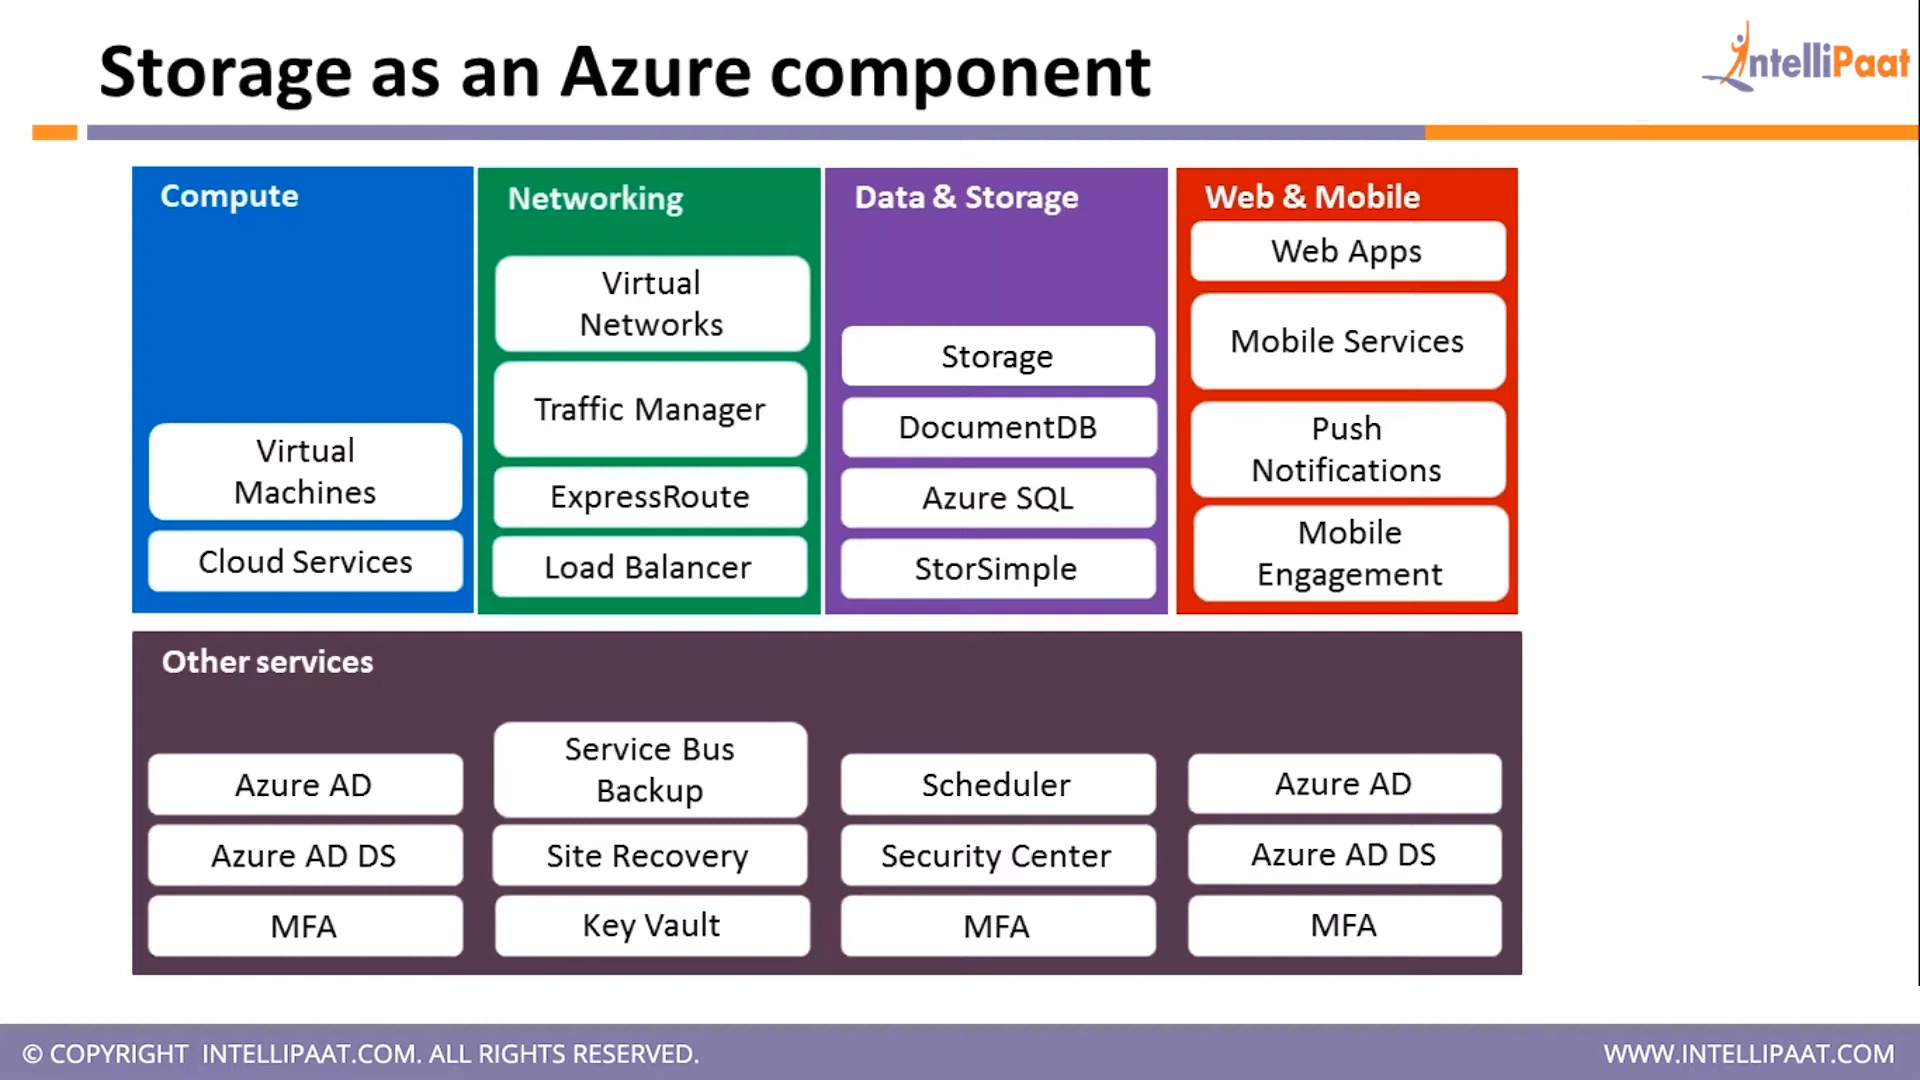 Storage as an Azure component
IntelliPaat
Compute
Virtual
Machines
Cloud Services
Networking
Virtual
Networks
Traffic Manager
ExpressRoute
Load Balancer
Data & Storage
Storage
DocumentDB
Azure SQL
StorSimple
Web & Mobile
Web Apps
Mobile Services
Push
Notifications
Mobile
Engagement
Other services
Azure AD
Azure AD DS
MFA
Service Bus
Backup
Site Recovery
Key Vault
Scheduler
Security Center
MFA
Azure AD
Azure AD DS
MFA
© COPYRIGHT INTELLIPAAT.COM. ALL RIGHTS RESERVED.
WWW.INTELLIPAAT.COM